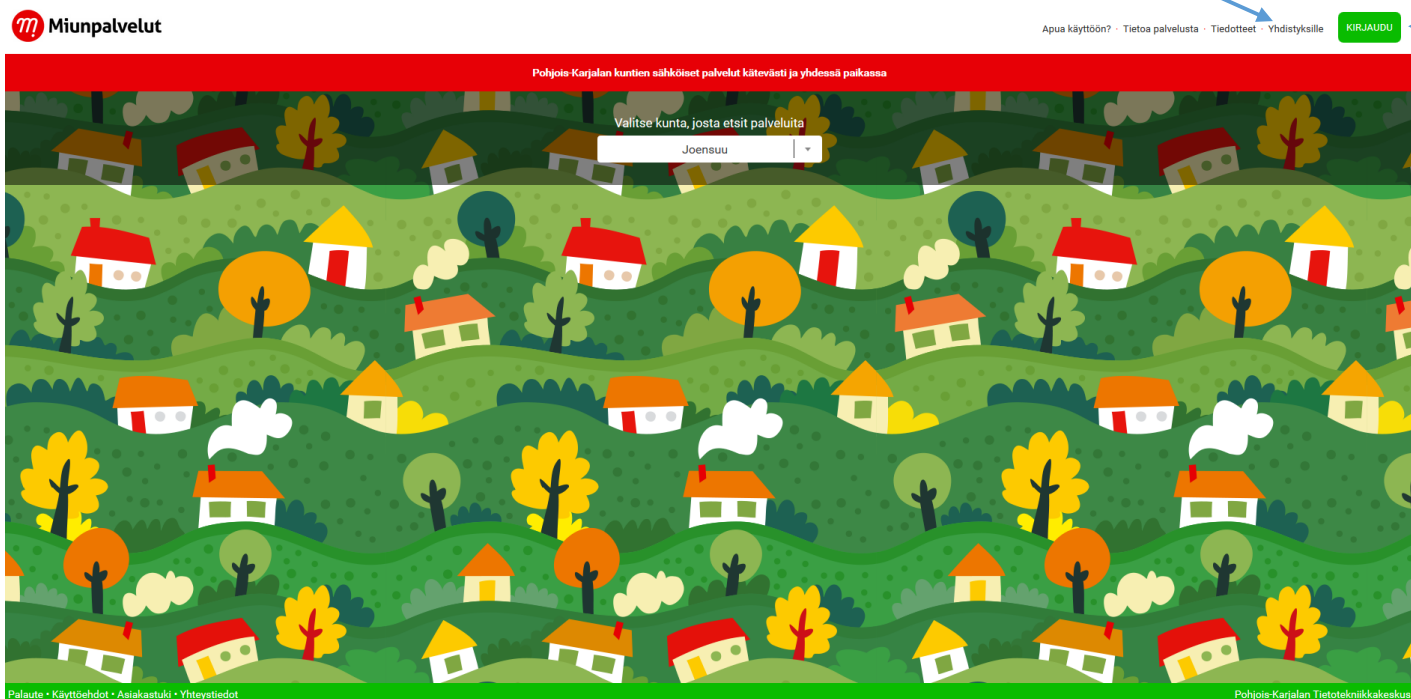 Miunpalvelut
Apua käyttöön? · Tietoa palvelusta · Tiedotteet · Yhdistyksille KIRJAUDU
Pohjois-Karjalan kuntien sähköiset palvelut kätevästi ja yhdessä paikassa
Valitse kunta, josta etsit palveluita
Joensuu
Palaute • Käyttöehdot • Asiakastuki • Yhteystiedot
Pohjois-Karjalan Tietotekniikkakeskus